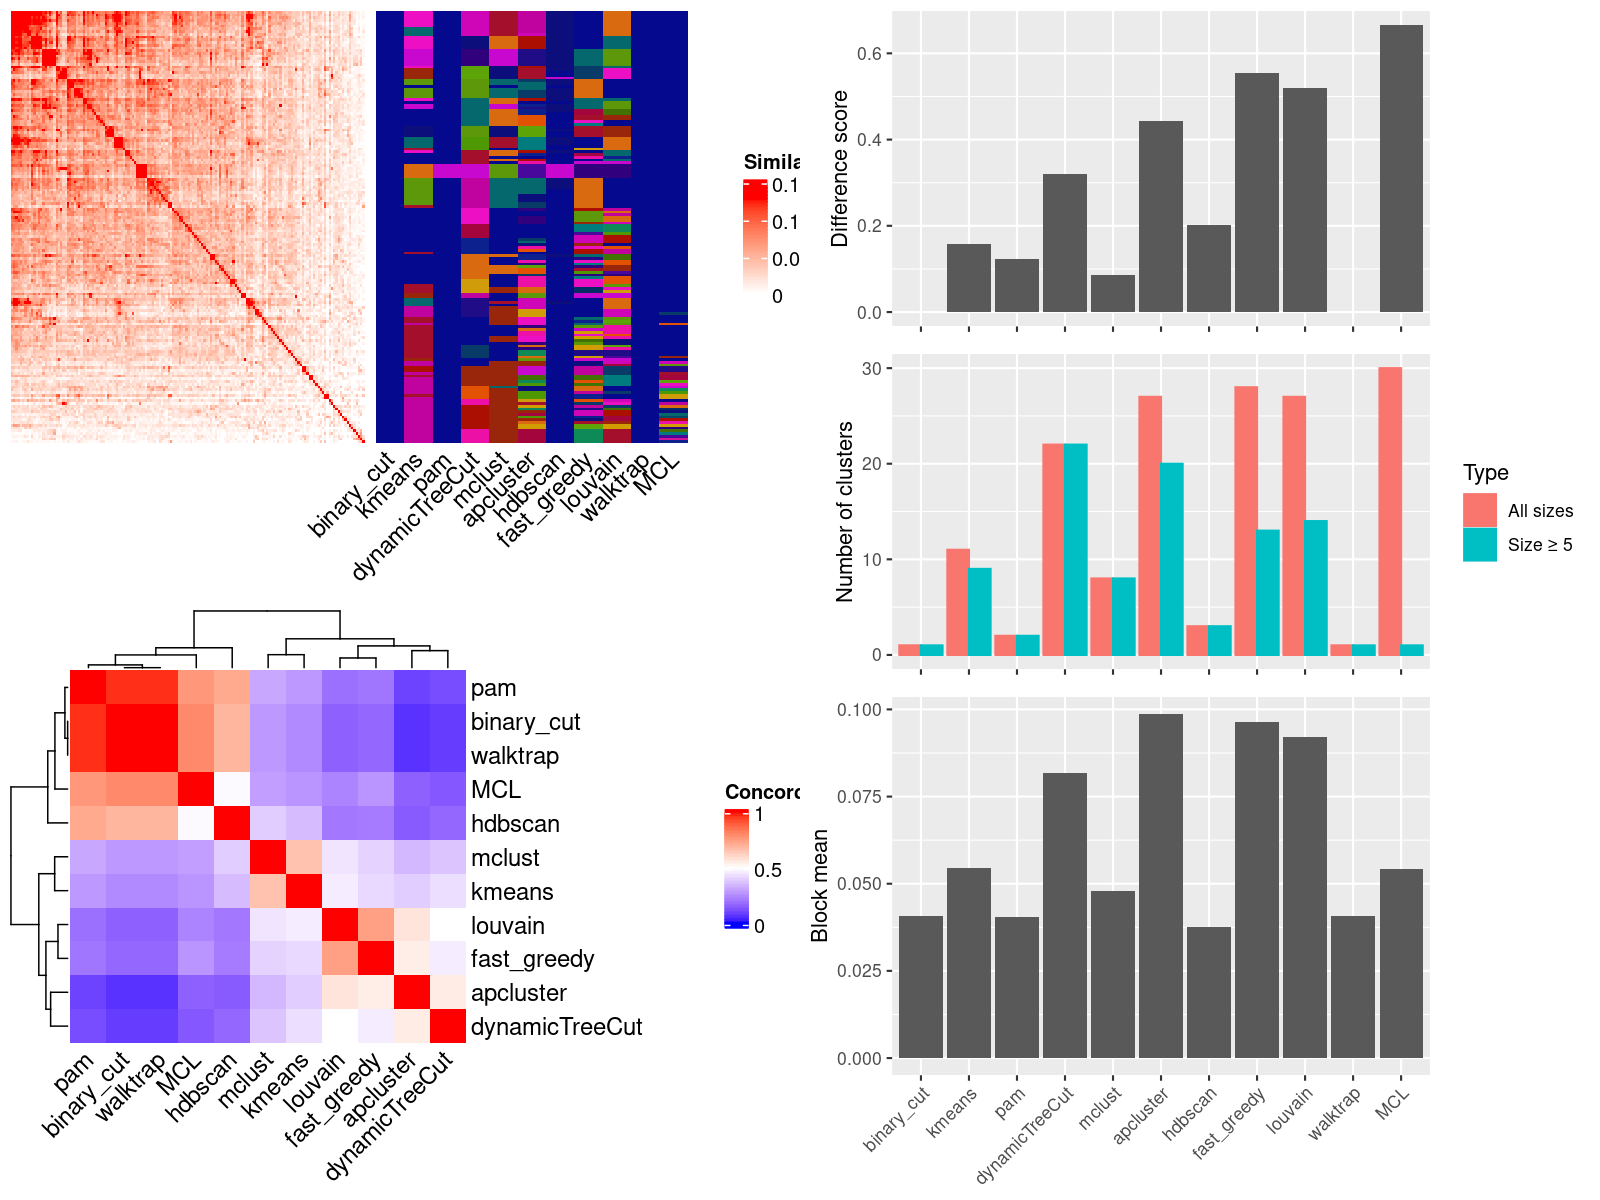 Simila
0.1
0.1
0.0
0
binary_cut
kmeans
pam
dynamicTreeCut
mclust
apcluster
hdbscan
fast_greedy
louvain
walktrap
MCL
pam
binary_cut
walktrap
MCL
hdbscan
mclust
kmeans
louvain
fast_greedy
apcluster
dynamicTreeCut
pam
binary_cut
walktrap
MCL
hdbscan
mclust
kmeans
louvain
fast_greedy
apcluster
dynamicTreeCut
Concord
1
0.5
0
Difference score
0.6
0.4
0.2
0.0
Number of clusters
30
20
10
0
Type
All sizes
Size ≥ 5
Block mean
0.100
0.075
0.050
0.025
0.000
binary_cut
kmeans
pam
dynamicTreeCut
mclust
apcluster
hdbscan
fast_greedy
louvain
walktrap
MCL